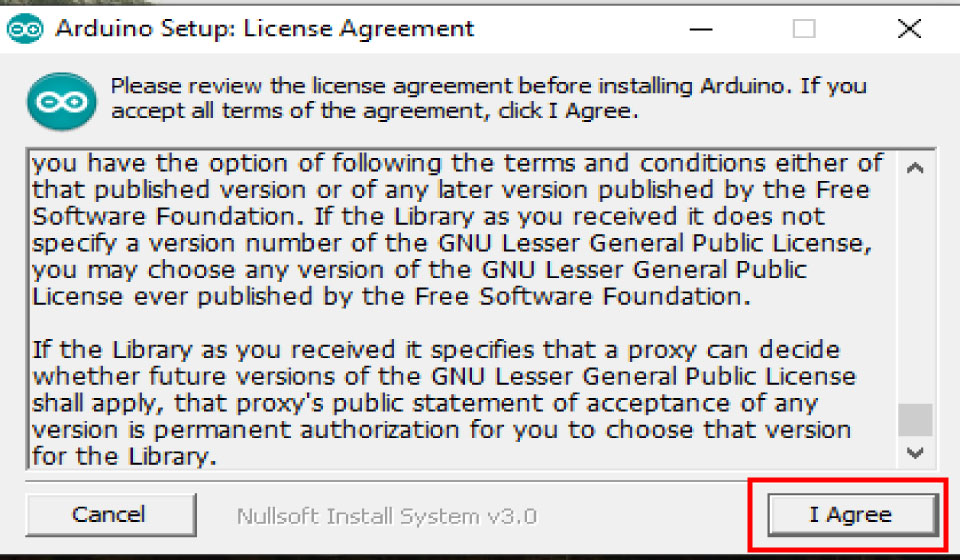 Arduino Setup: License Agreement
Please review the license agreement before installing Arduino. If you
accept all terms of the agreement, click I Agree.
you have the option of following the terms and conditions either of
that published version or of any later version published by the Free
Software Foundation. If the Library as you received it does not
specify a version number of the GNU Lesser General Public License,
you may choose any version of the GNU Lesser General Public
License ever published by the Free Software Foundation.
If the Library as you received it specifies that a proxy can decide
whether future versions of the GNU Lesser General Public License
shall apply, that proxy's public statement of acceptance of any
version is permanent authorization for you to choose that version
for the Library.
Cancel
Nullsoft Install System v3.0
I Agree